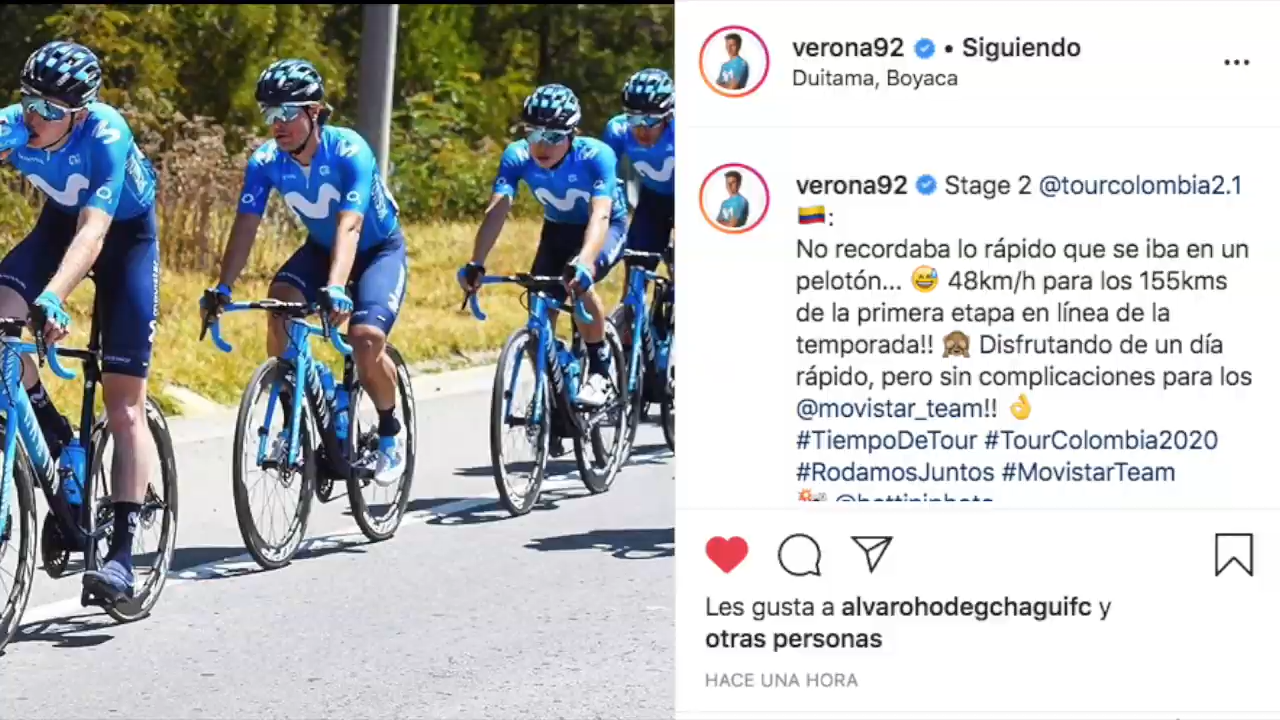 verona92 • Siguiendo
Duitama, Boyaca
verona92 Stage 2 @tourcolombia2.1
🇨🇴:
No recordaba lo rápido que se iba en un
pelotón... 😅 48km/h para los 155kms
de la primera etapa en línea de la
temporada!! 🙈 Disfrutando de un día
rápido, pero sin complicaciones para los
@movistar_team!! 👌
#TiempoDeTour #TourColombia2020
#RodamosJuntos #MovistarTeam
Les gusta a alvarohodegchaguifc y
otras personas
HACE UNA HORA